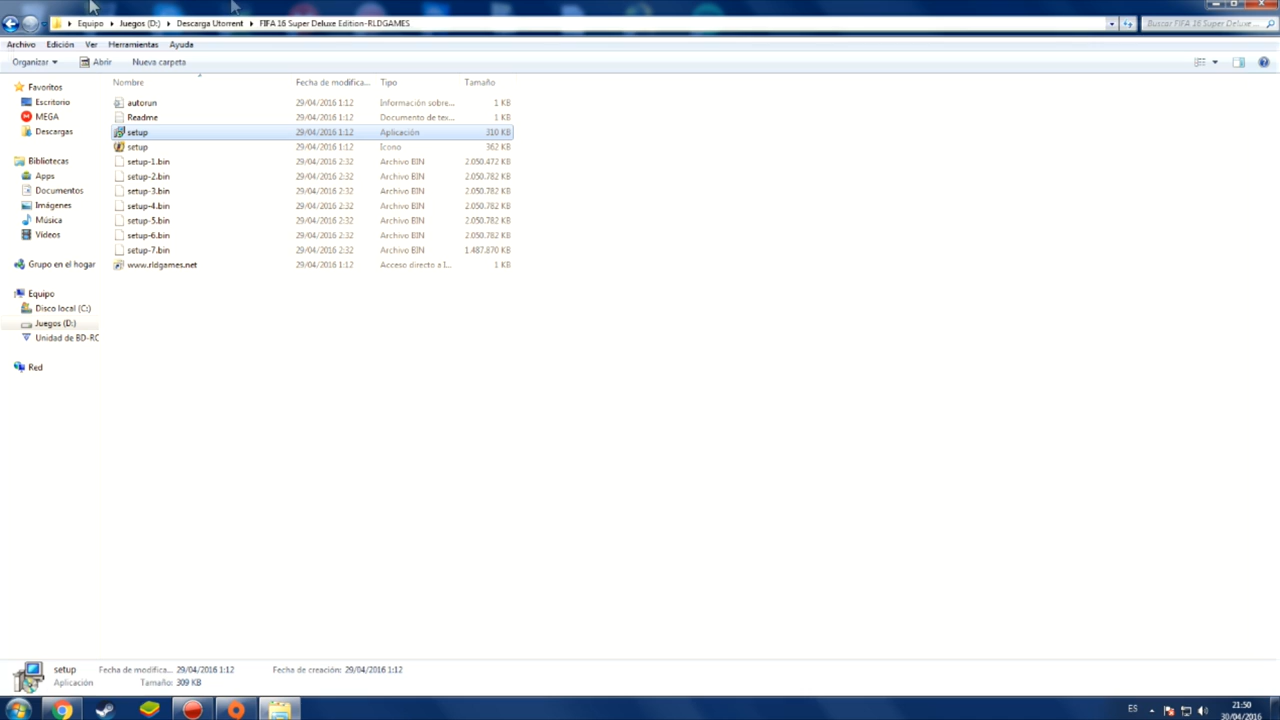 Equipo ▸ Juegos (D:) ▸ Descarga Utorrent ▸ FIFA 16 Super Deluxe Edition-RLDGAMES
Buscar FIFA 16 Super Deluxe ...
Archivo Edición Ver Herramientas Ayuda
Organizar Abrir Nueva carpeta
Nombre Fecha de modifica... Tipo Tamaño
Favoritos
Escritorio
MEGA
Descargas
Bibliotecas
Apps
Documentos
Imágenes
Música
Vídeos
Grupo en el hogar
Equipo
Disco local (C:)
Juegos (D:)
Unidad de BD-RC
Red
autorun 29/04/2016 1:12 Información sobre... 1 KB
Readme 29/04/2016 1:12 Documento de tex... 1 KB
setup 29/04/2016 1:12 Aplicación 310 KB
setup 29/04/2016 1:12 Icono 362 KB
setup-1.bin 29/04/2016 2:32 Archivo BIN 2.050.472 KB
setup-2.bin 29/04/2016 2:32 Archivo BIN 2.050.782 KB
setup-3.bin 29/04/2016 2:32 Archivo BIN 2.050.782 KB
setup-4.bin 29/04/2016 2:32 Archivo BIN 2.050.782 KB
setup-5.bin 29/04/2016 2:32 Archivo BIN 2.050.782 KB
setup-6.bin 29/04/2016 2:32 Archivo BIN 2.050.782 KB
setup-7.bin 29/04/2016 2:32 Archivo BIN 1.487.870 KB
www.rldgames.net 29/04/2016 1:12 Acceso directo a I... 1 KB
setup Fecha de modifica... 29/04/2016 1:12 Fecha de creación: 29/04/2016 1:12
Aplicación Tamaño: 309 KB
ES 21:50
30/04/2016